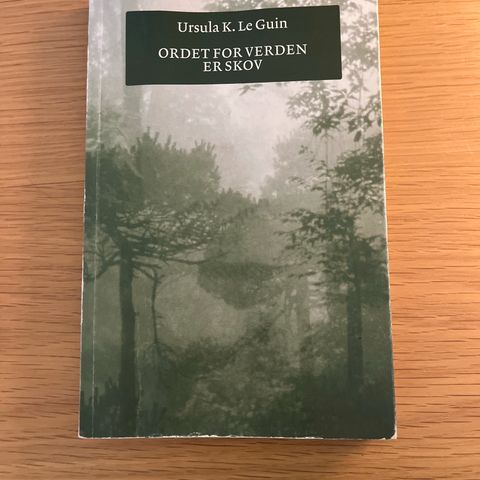 Ursula K. Le Guin
ORDET FOR VERDEN
ER SKOV